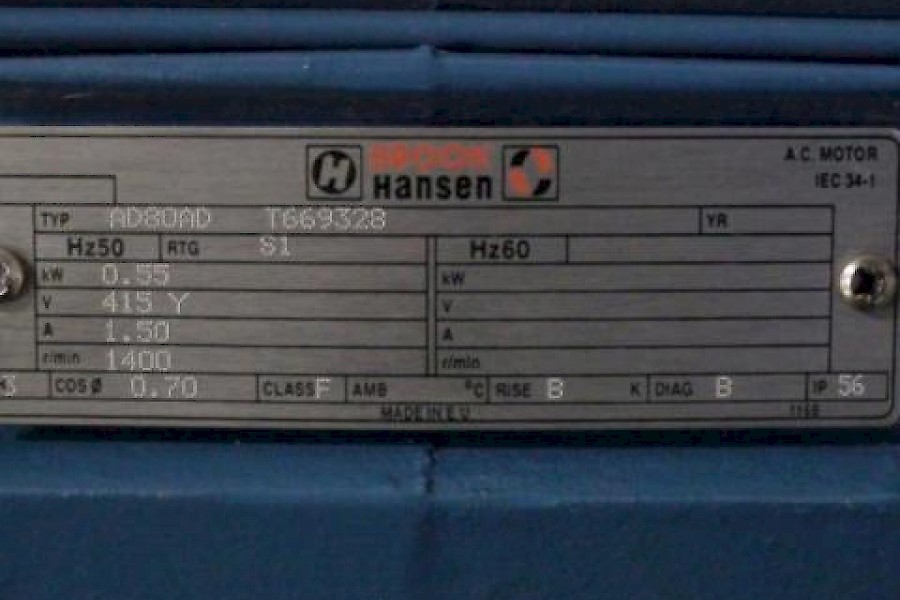 BROOK
Hansen
A.C. MOTOR
IEC 34-1
TYP AD80AD T669328 YR
Hz50 RTG S1 Hz60
kW 0.55 kW
V 415 Y V
A 1.50 A
r/min 1400 r/min
COSØ 0.70 CLASS F AMB °C RISE B K DIAG B IP 56
MADE IN E U